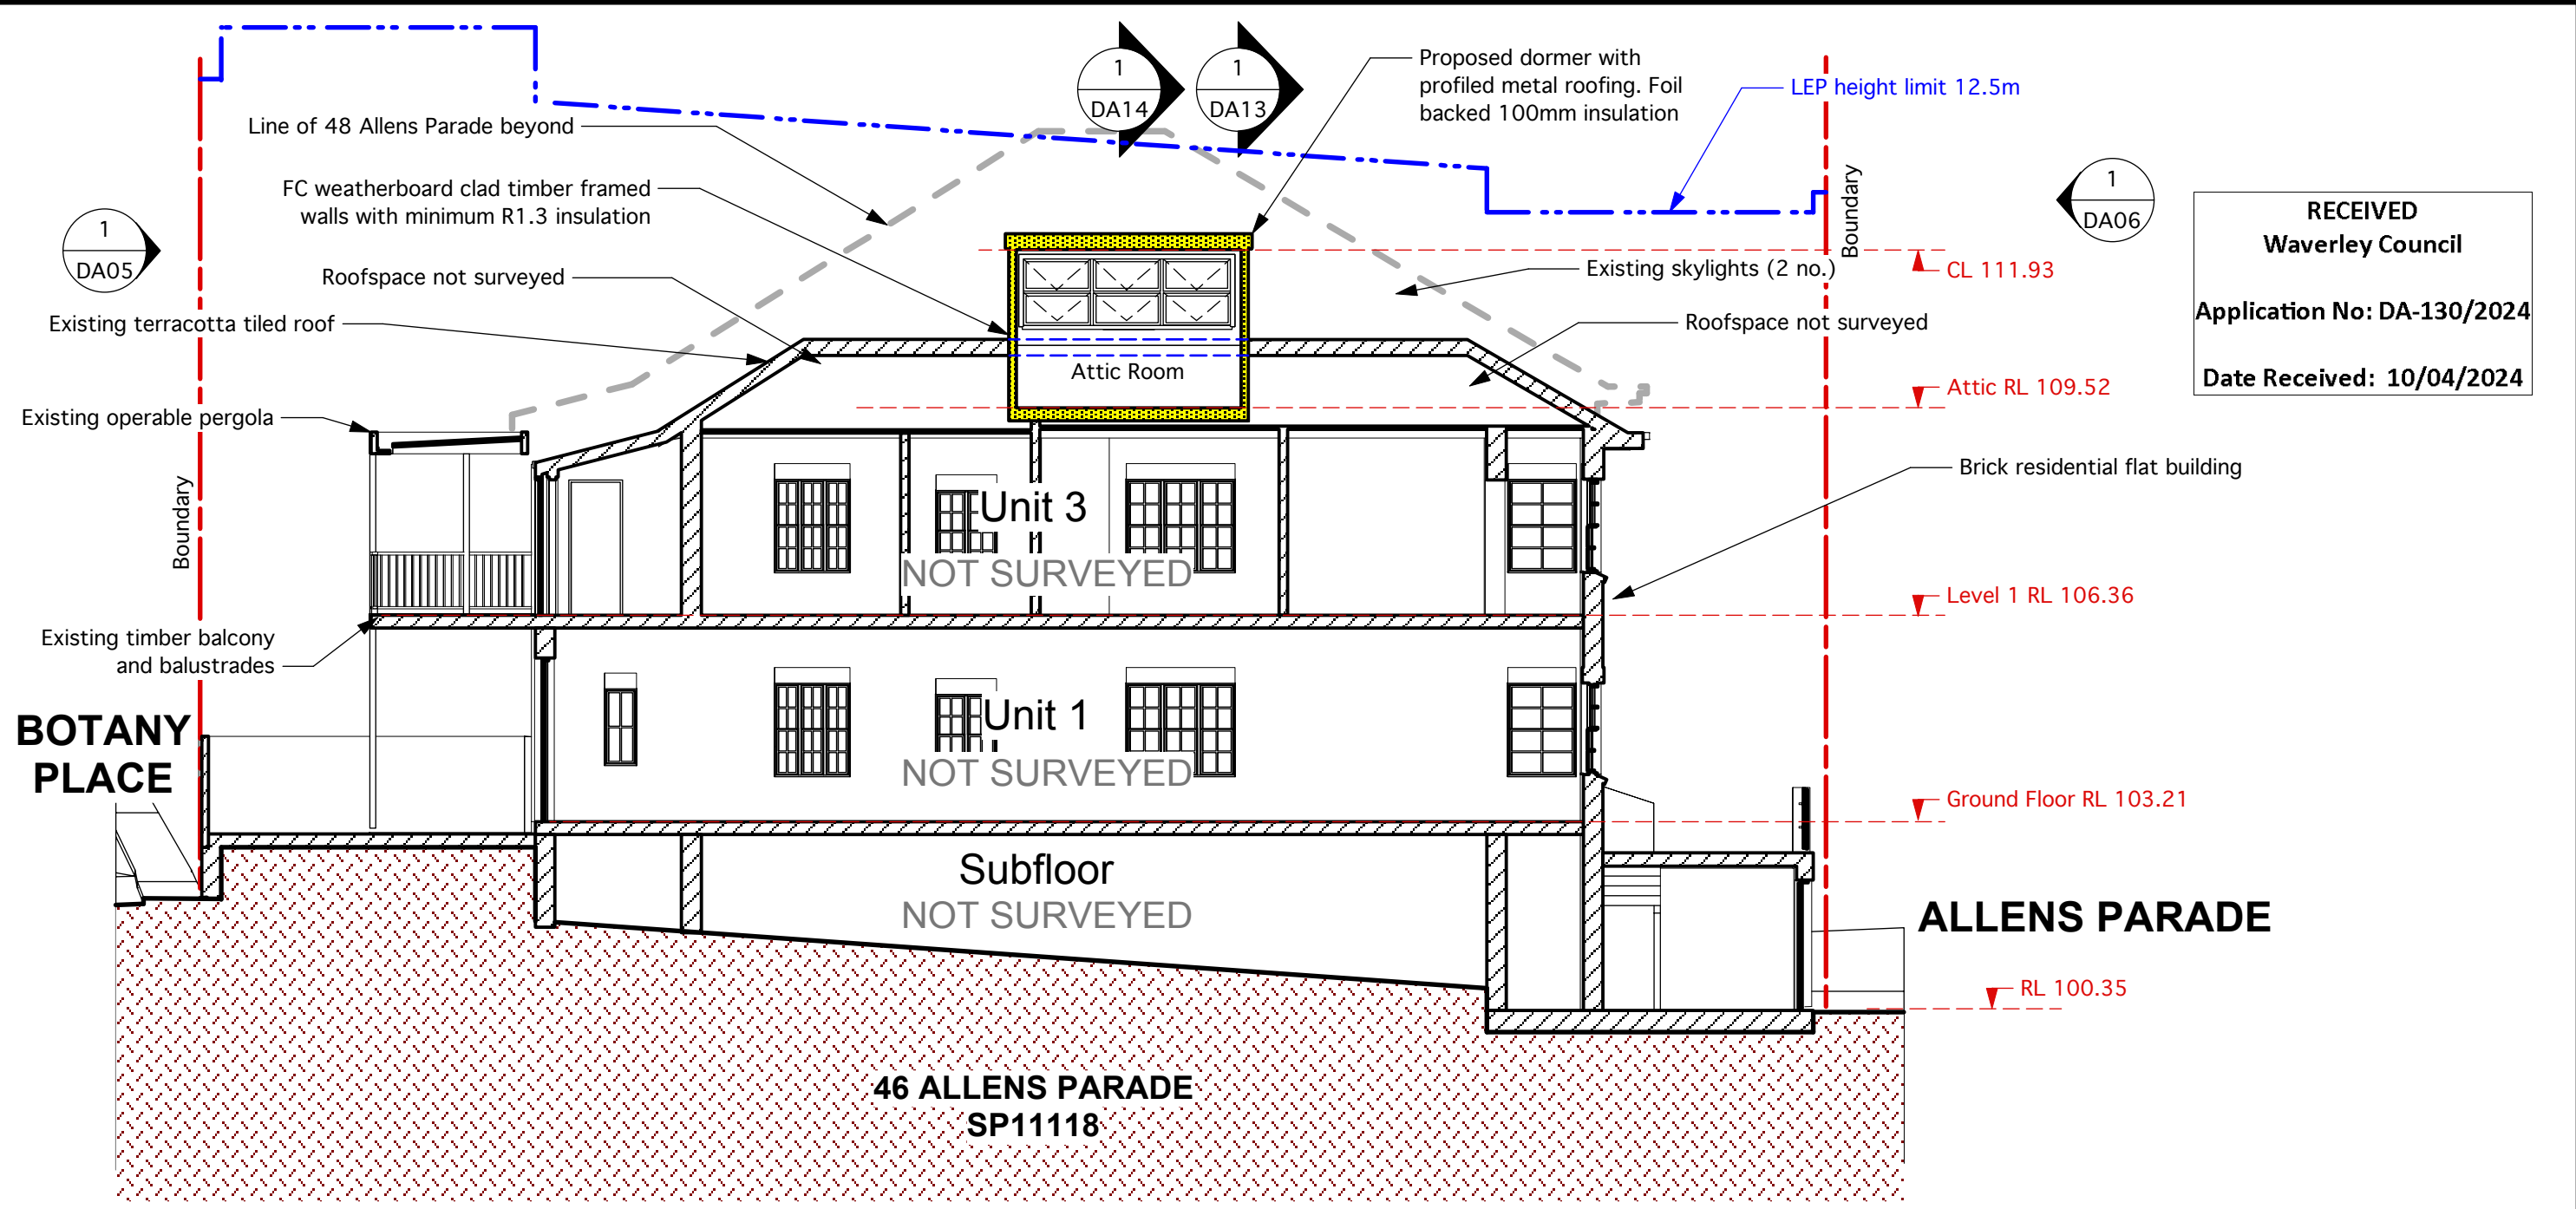 1
DA14
1
DA13
Proposed dormer with
profiled metal roofing. Foil
backed 100mm insulation
LEP height limit 12.5m
Line of 48 Allens Parade beyond
FC weatherboard clad timber framed
walls with minimum R1.3 insulation
1
DA05
Boundary
1
DA06
RECEIVED
Waverley Council
Application No: DA-130/2024
Date Received: 10/04/2024
Roofspace not surveyed
Existing skylights (2 no.)
CL 111.93
Existing terracotta tiled roof
Roofspace not surveyed
Attic Room
Attic RL 109.52
Existing operable pergola
Brick residential flat building
Boundary
Unit 3
NOT SURVEYED
Level 1 RL 106.36
Existing timber balcony
and balustrades
Unit 1
NOT SURVEYED
BOTANY
PLACE
Ground Floor RL 103.21
Subfloor
NOT SURVEYED
ALLENS PARADE
RL 100.35
46 ALLENS PARADE
SP11118